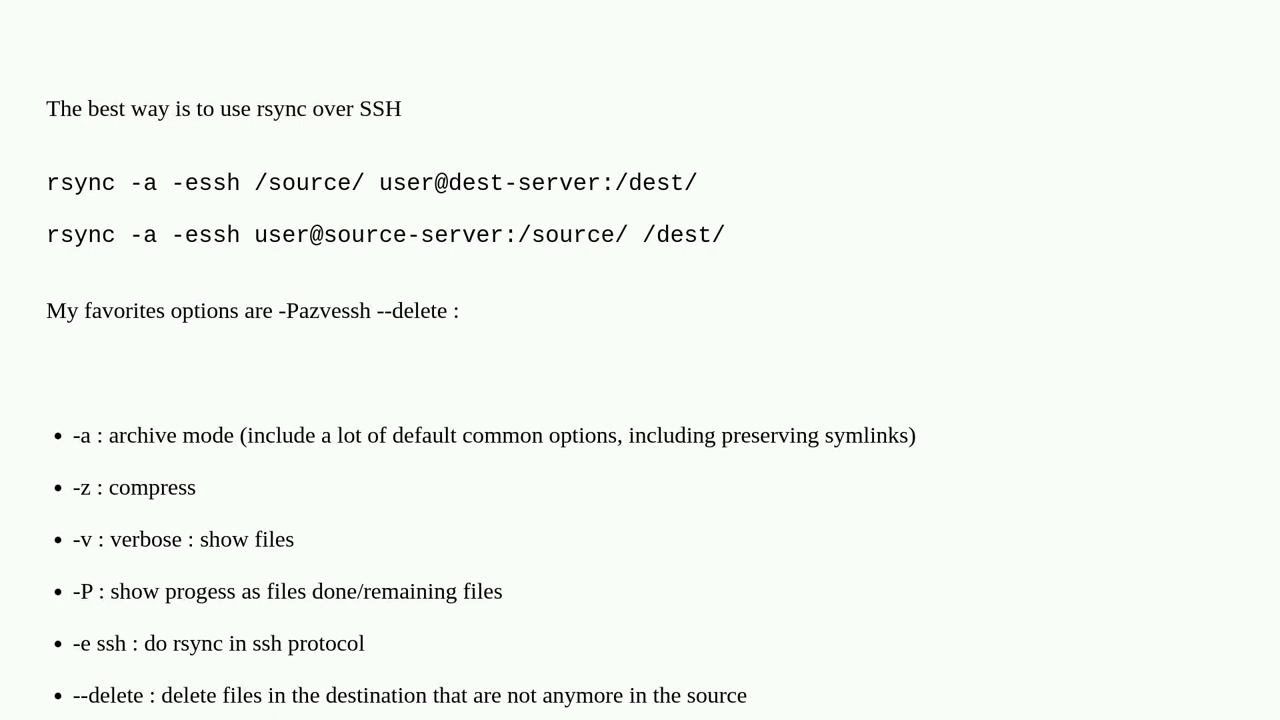 The best way is to use rsync over SSH
rsync -a -essh /source/ user@dest-server:/dest/
rsync -a -essh user@source-server:/source/ /dest/
My favorites options are -Pazvessh --delete :
• -a : archive mode (include a lot of default common options, including preserving symlinks)
• -z : compress
• -v : verbose : show files
• -P : show progess as files done/remaining files
• -e ssh : do rsync in ssh protocol
• --delete : delete files in the destination that are not anymore in the source